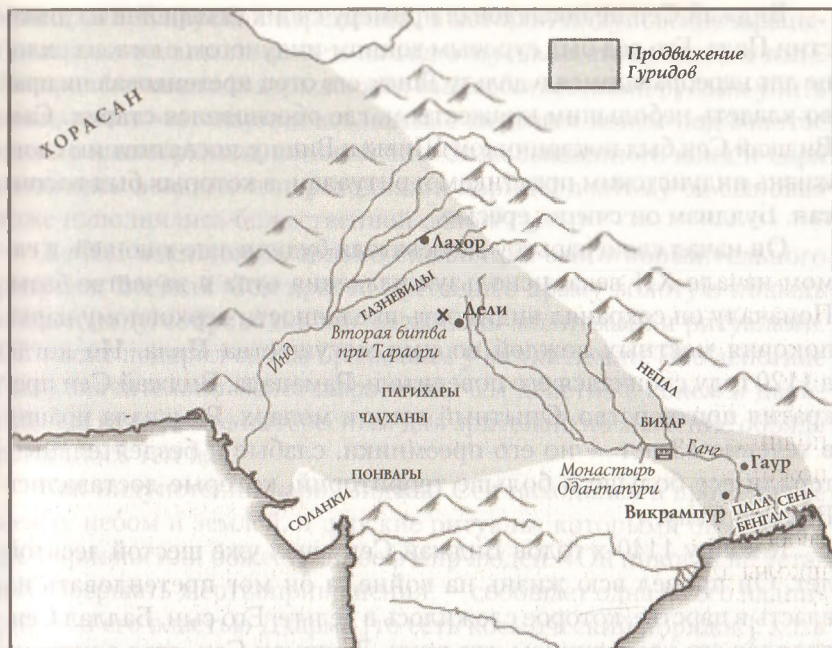 Продвижение
Гуридов
ХОРАСАН
Лахор
ГАЗНЕВИДЫ
Дели
Вторая битва
при Тараори
Инд
НЕПАЛ
ПАРИХАРЫ
ЧАУХАНЫ
БИХАР
Ганг
Гаур
ПОНВАРЫ
Монастырь
Одантапури
СОЛАНКИ
Викрампур
ПАЛА СЕНА
БЕНГАЛ